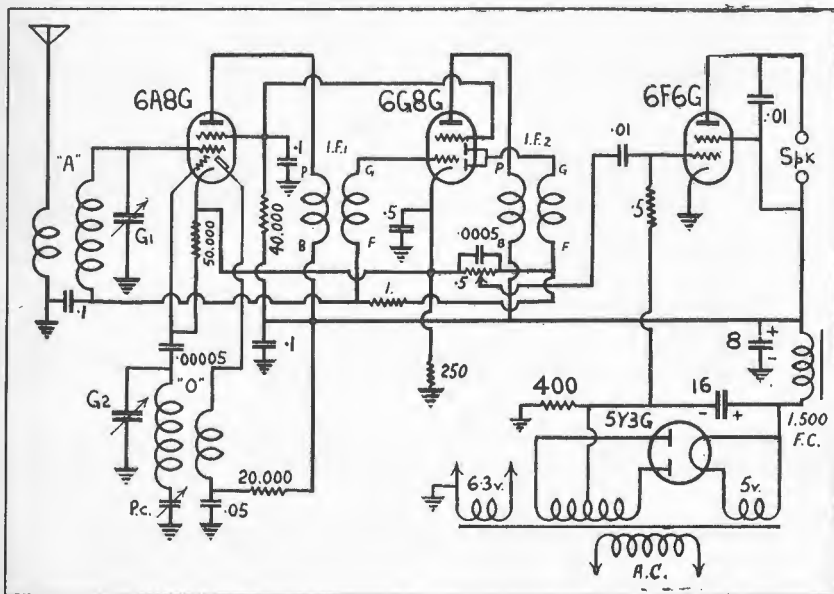 6A8G
6G8G
6F6G
.01
.01
Spk
"A"
.1
I.F.1
I.F.2
P
G
P
G
G1
50.000
40.000
.5
.0005
.5
B
F
B
F
.5
1.
.1
.1
.00005
"O"
250
8
+
-
G2
400
16
- +
5Y3G
1.500
F.C.
20.000
6.3v.
5v.
P.c.
.05
A.C.